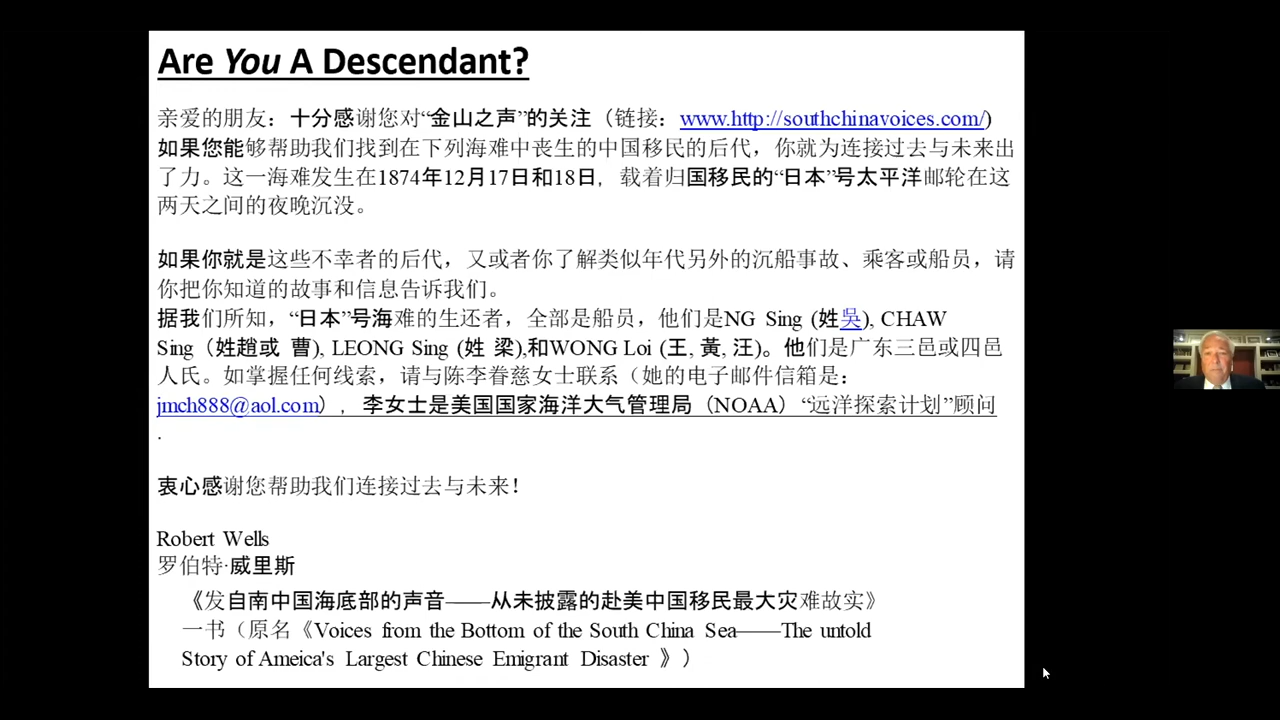 Are You A Descendant?
亲爱的朋友：十分感谢您对“金山之声”的关注（链接：www.http://southchinavoices.com/)
如果您能够帮助我们找到在下列海难中丧生的中国移民的后代，你就为连接过去与未来出
了力。这一海难发生在1874年12月17日和18日，载着归国移民的“日本”号太平洋邮轮在这
两天之间的夜晚沉没。
如果你就是这些不幸者的后代，又或者你了解类似年代另外的沉船事故、乘客或船员，请
你把你知道的故事和信息告诉我们。
据我们所知，“日本”号海难的生还者，全部是船员，他们是NG Sing (姓吳), CHAW
Sing（姓趙或 曹), LEONG Sing (姓 梁),和WONG Loi (王, 黃, 汪)。他们是广东三邑或四邑
人氏。如掌握任何线索，请与陈李眷慈女士联系（她的电子邮件信箱是：
jmch888@aol.com），李女士是美国国家海洋大气管理局（NOAA）“远洋探索计划”顾问
.
衷心感谢您帮助我们连接过去与未来！
Robert Wells
罗伯特·威里斯
《发自南中国海底部的声音——从未披露的赴美中国移民最大灾难故实》
一书（原名《Voices from the Bottom of the South China Sea——The untold
Story of Ameica's Largest Chinese Emigrant Disaster 》）